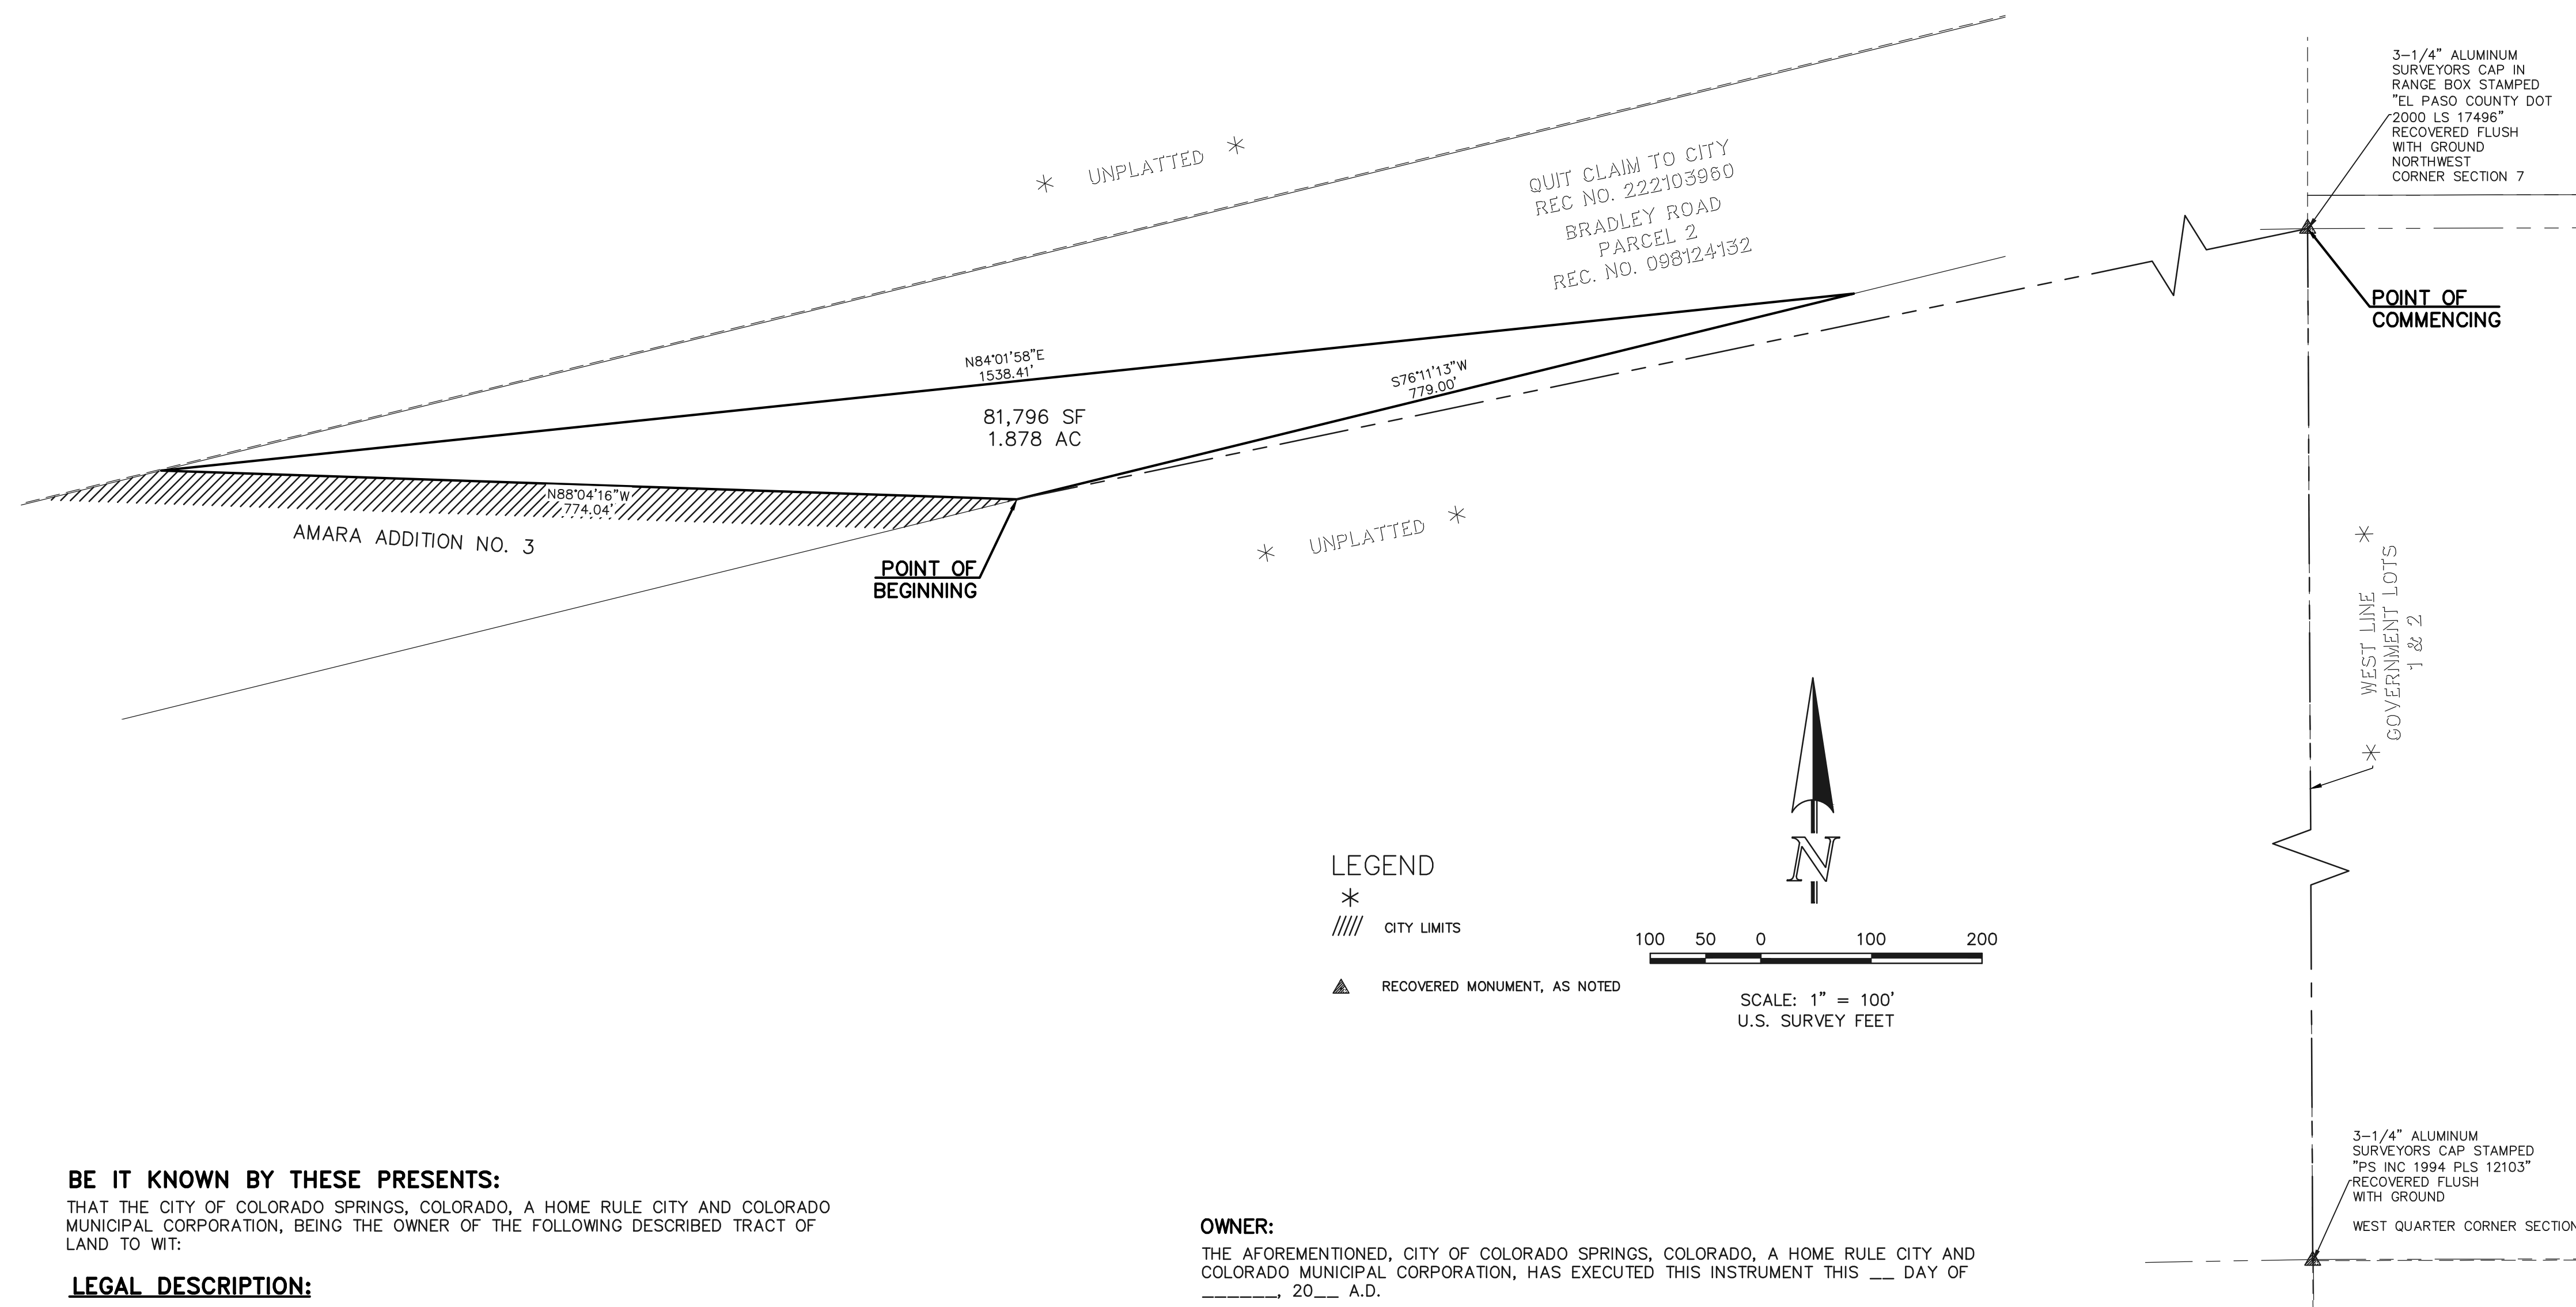 3-1/4" ALUMINUM
SURVEYORS CAP IN
RANGE BOX STAMPED
"EL PASO COUNTY DOT
2000 LS 17496"
RECOVERED FLUSH
WITH GROUND
NORTHWEST
CORNER SECTION 7
* UNPLATTED *
QUIT CLAIM TO CITY
REC NO. 222103960
BRADLEY ROAD
PARCEL 2
REC. NO. 098124132
POINT OF
COMMENCING
N84°01'58"E
1538.41'
S76°11'13"W
779.00'
81,796 SF
1.878 AC
N88°04'16"W
774.04'
AMARA ADDITION NO. 3
POINT OF
BEGINNING
* UNPLATTED *
* WEST LINE *
GOVERNMENT LOTS
1 & 2
LEGEND
*
CITY LIMITS
RECOVERED MONUMENT, AS NOTED
N
100 50 0 100 200
SCALE: 1" = 100'
U.S. SURVEY FEET
3-1/4" ALUMINUM
SURVEYORS CAP STAMPED
"PS INC 1994 PLS 12103"
RECOVERED FLUSH
WITH GROUND
WEST QUARTER CORNER SECTION
BE IT KNOWN BY THESE PRESENTS:
THAT THE CITY OF COLORADO SPRINGS, COLORADO, A HOME RULE CITY AND COLORADO
MUNICIPAL CORPORATION, BEING THE OWNER OF THE FOLLOWING DESCRIBED TRACT OF
LAND TO WIT:
LEGAL DESCRIPTION:
OWNER:
THE AFOREMENTIONED, CITY OF COLORADO SPRINGS, COLORADO, A HOME RULE CITY AND
COLORADO MUNICIPAL CORPORATION, HAS EXECUTED THIS INSTRUMENT THIS __ DAY OF
______, 20__ A.D.